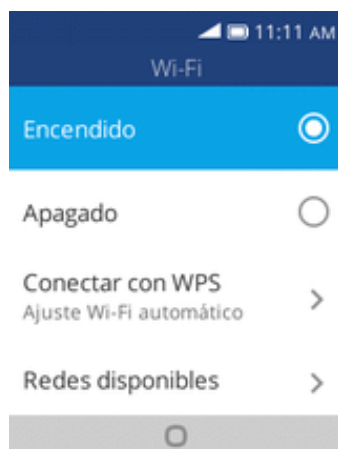 11:11 AM
Wi-Fi
Encendido
Apagado
Conectar con WPS
Ajuste Wi-Fi automático
Redes disponibles